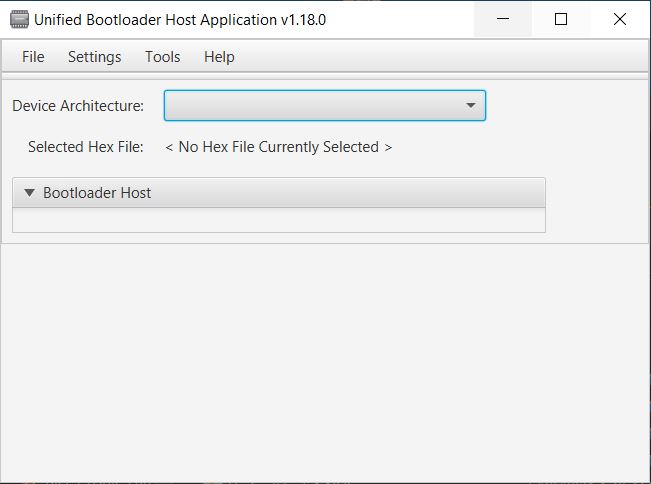 Unified Bootloader Host Application v1.18.0
File Settings Tools Help
Device Architecture:
Selected Hex File: < No Hex File Currently Selected >
Bootloader Host